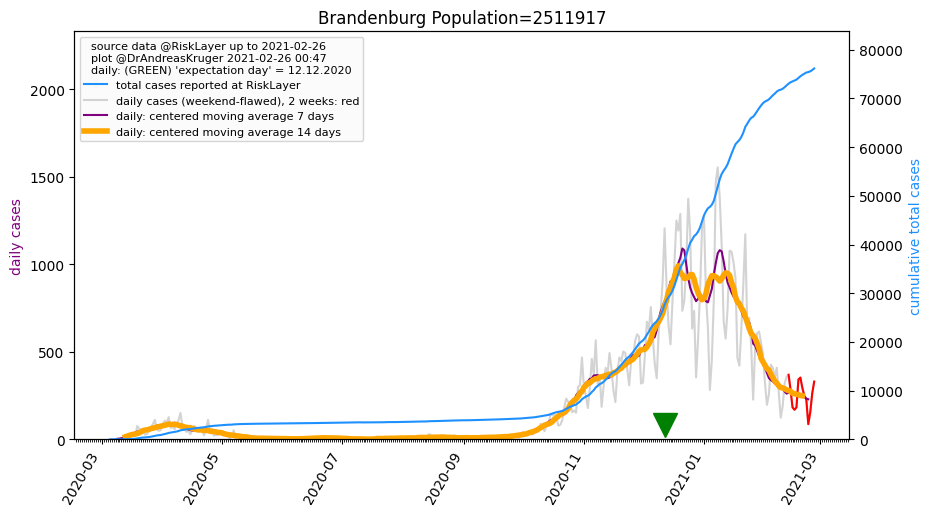 Brandenburg Population=2511917
source data @RiskLayer up to 2021-02-26
plot @DrAndreasKruger 2021-02-26 00:47
daily: (GREEN) 'expectation day' = 12.12.2020
total cases reported at RiskLayer
daily cases (weekend-flawed), 2 weeks: red
daily: centered moving average 7 days
daily: centered moving average 14 days
daily cases
2000
1500
1000
500
0
80000
70000
60000
50000
40000
30000
20000
10000
0
cumulative total cases
2020-03
2020-05
2020-07
2020-09
2020-11
2021-01
2021-03